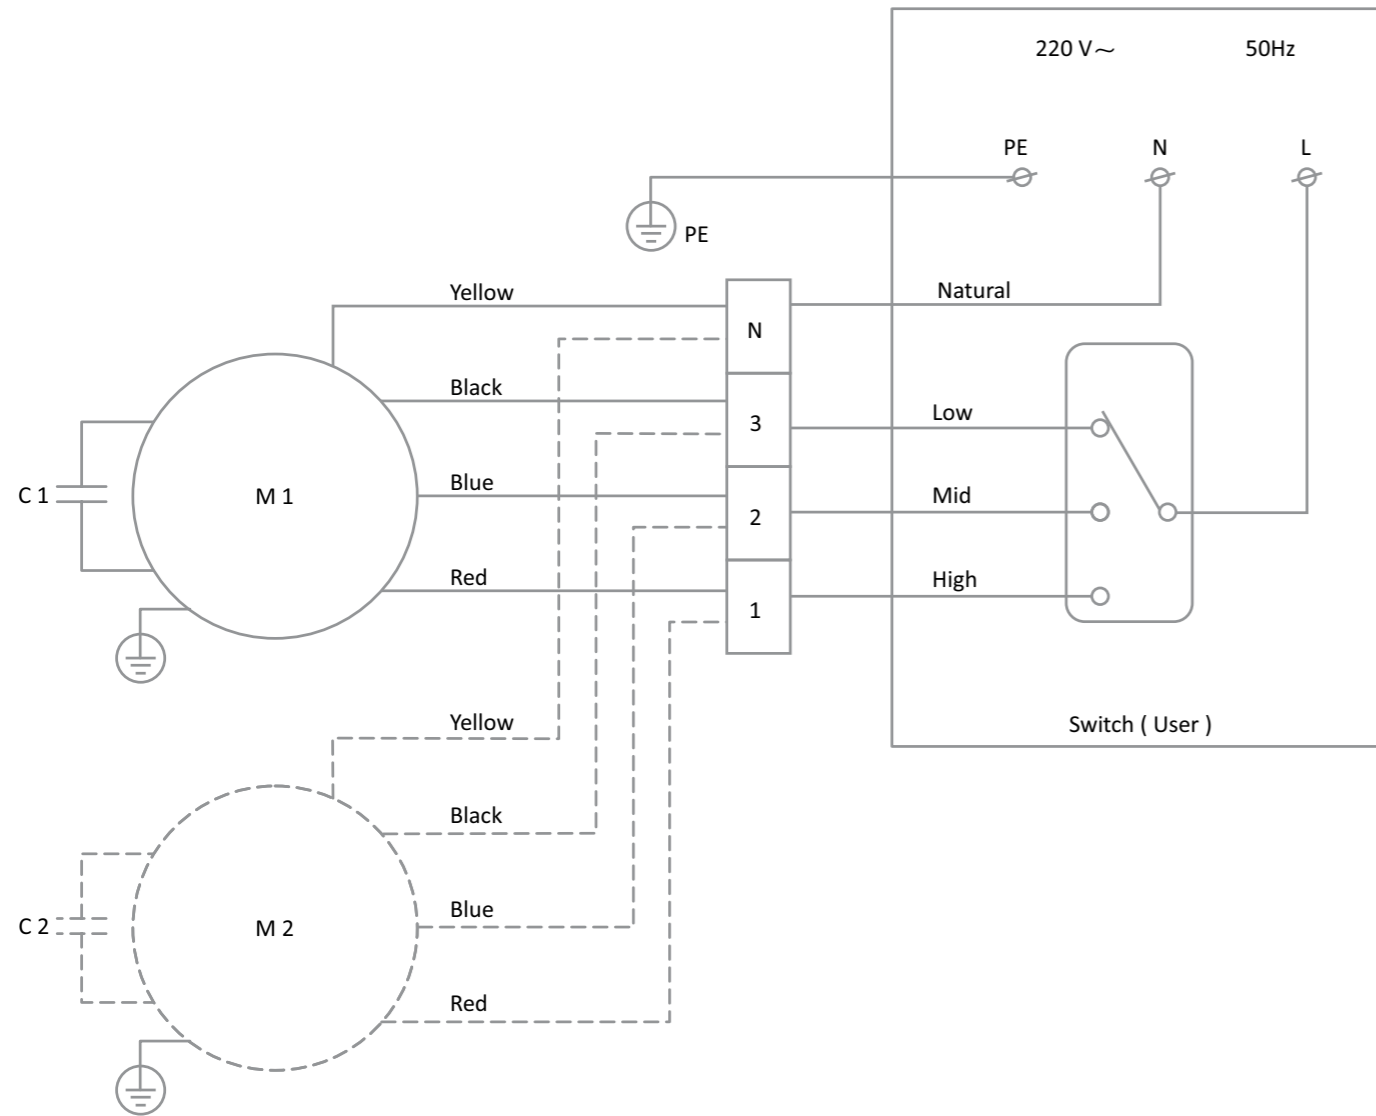 220 V~ 50Hz
PE N L
PE
Yellow
Natural
N
Black
3
Low
C 1
M 1
Blue
2
Mid
Red
1
High
Yellow
Switch ( User )
Black
C 2
M 2
Blue
Red